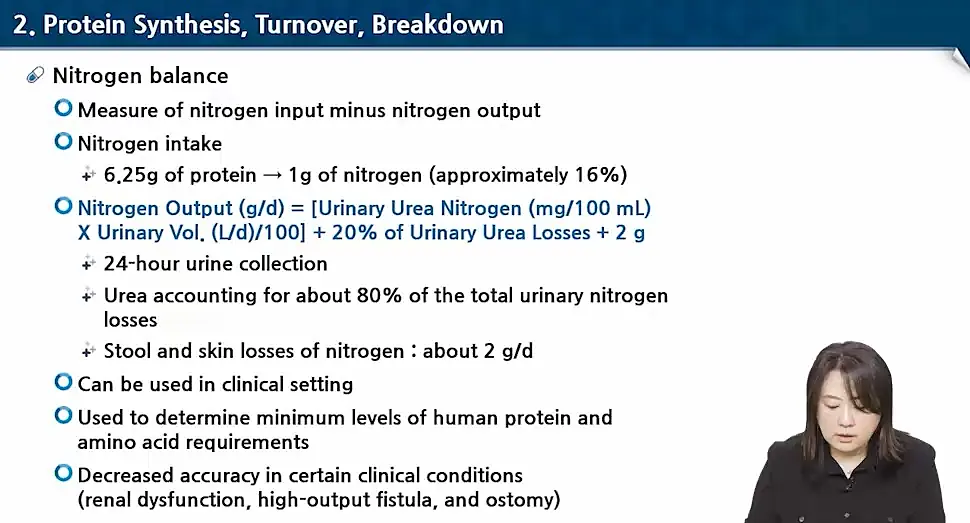 2. Protein Synthesis, Turnover, Breakdown
Nitrogen balance
Measure of nitrogen input minus nitrogen output
Nitrogen intake
6.25g of protein → 1g of nitrogen (approximately 16%)
Nitrogen Output (g/d) = [Urinary Urea Nitrogen (mg/100 mL)
X Urinary Vol. (L/d)/100] + 20% of Urinary Urea Losses + 2 g
24-hour urine collection
Urea accounting for about 80% of the total urinary nitrogen
losses
Stool and skin losses of nitrogen : about 2 g/d
Can be used in clinical setting
Used to determine minimum levels of human protein and
amino acid requirements
Decreased accuracy in certain clinical conditions
(renal dysfunction, high-output fistula, and ostomy)